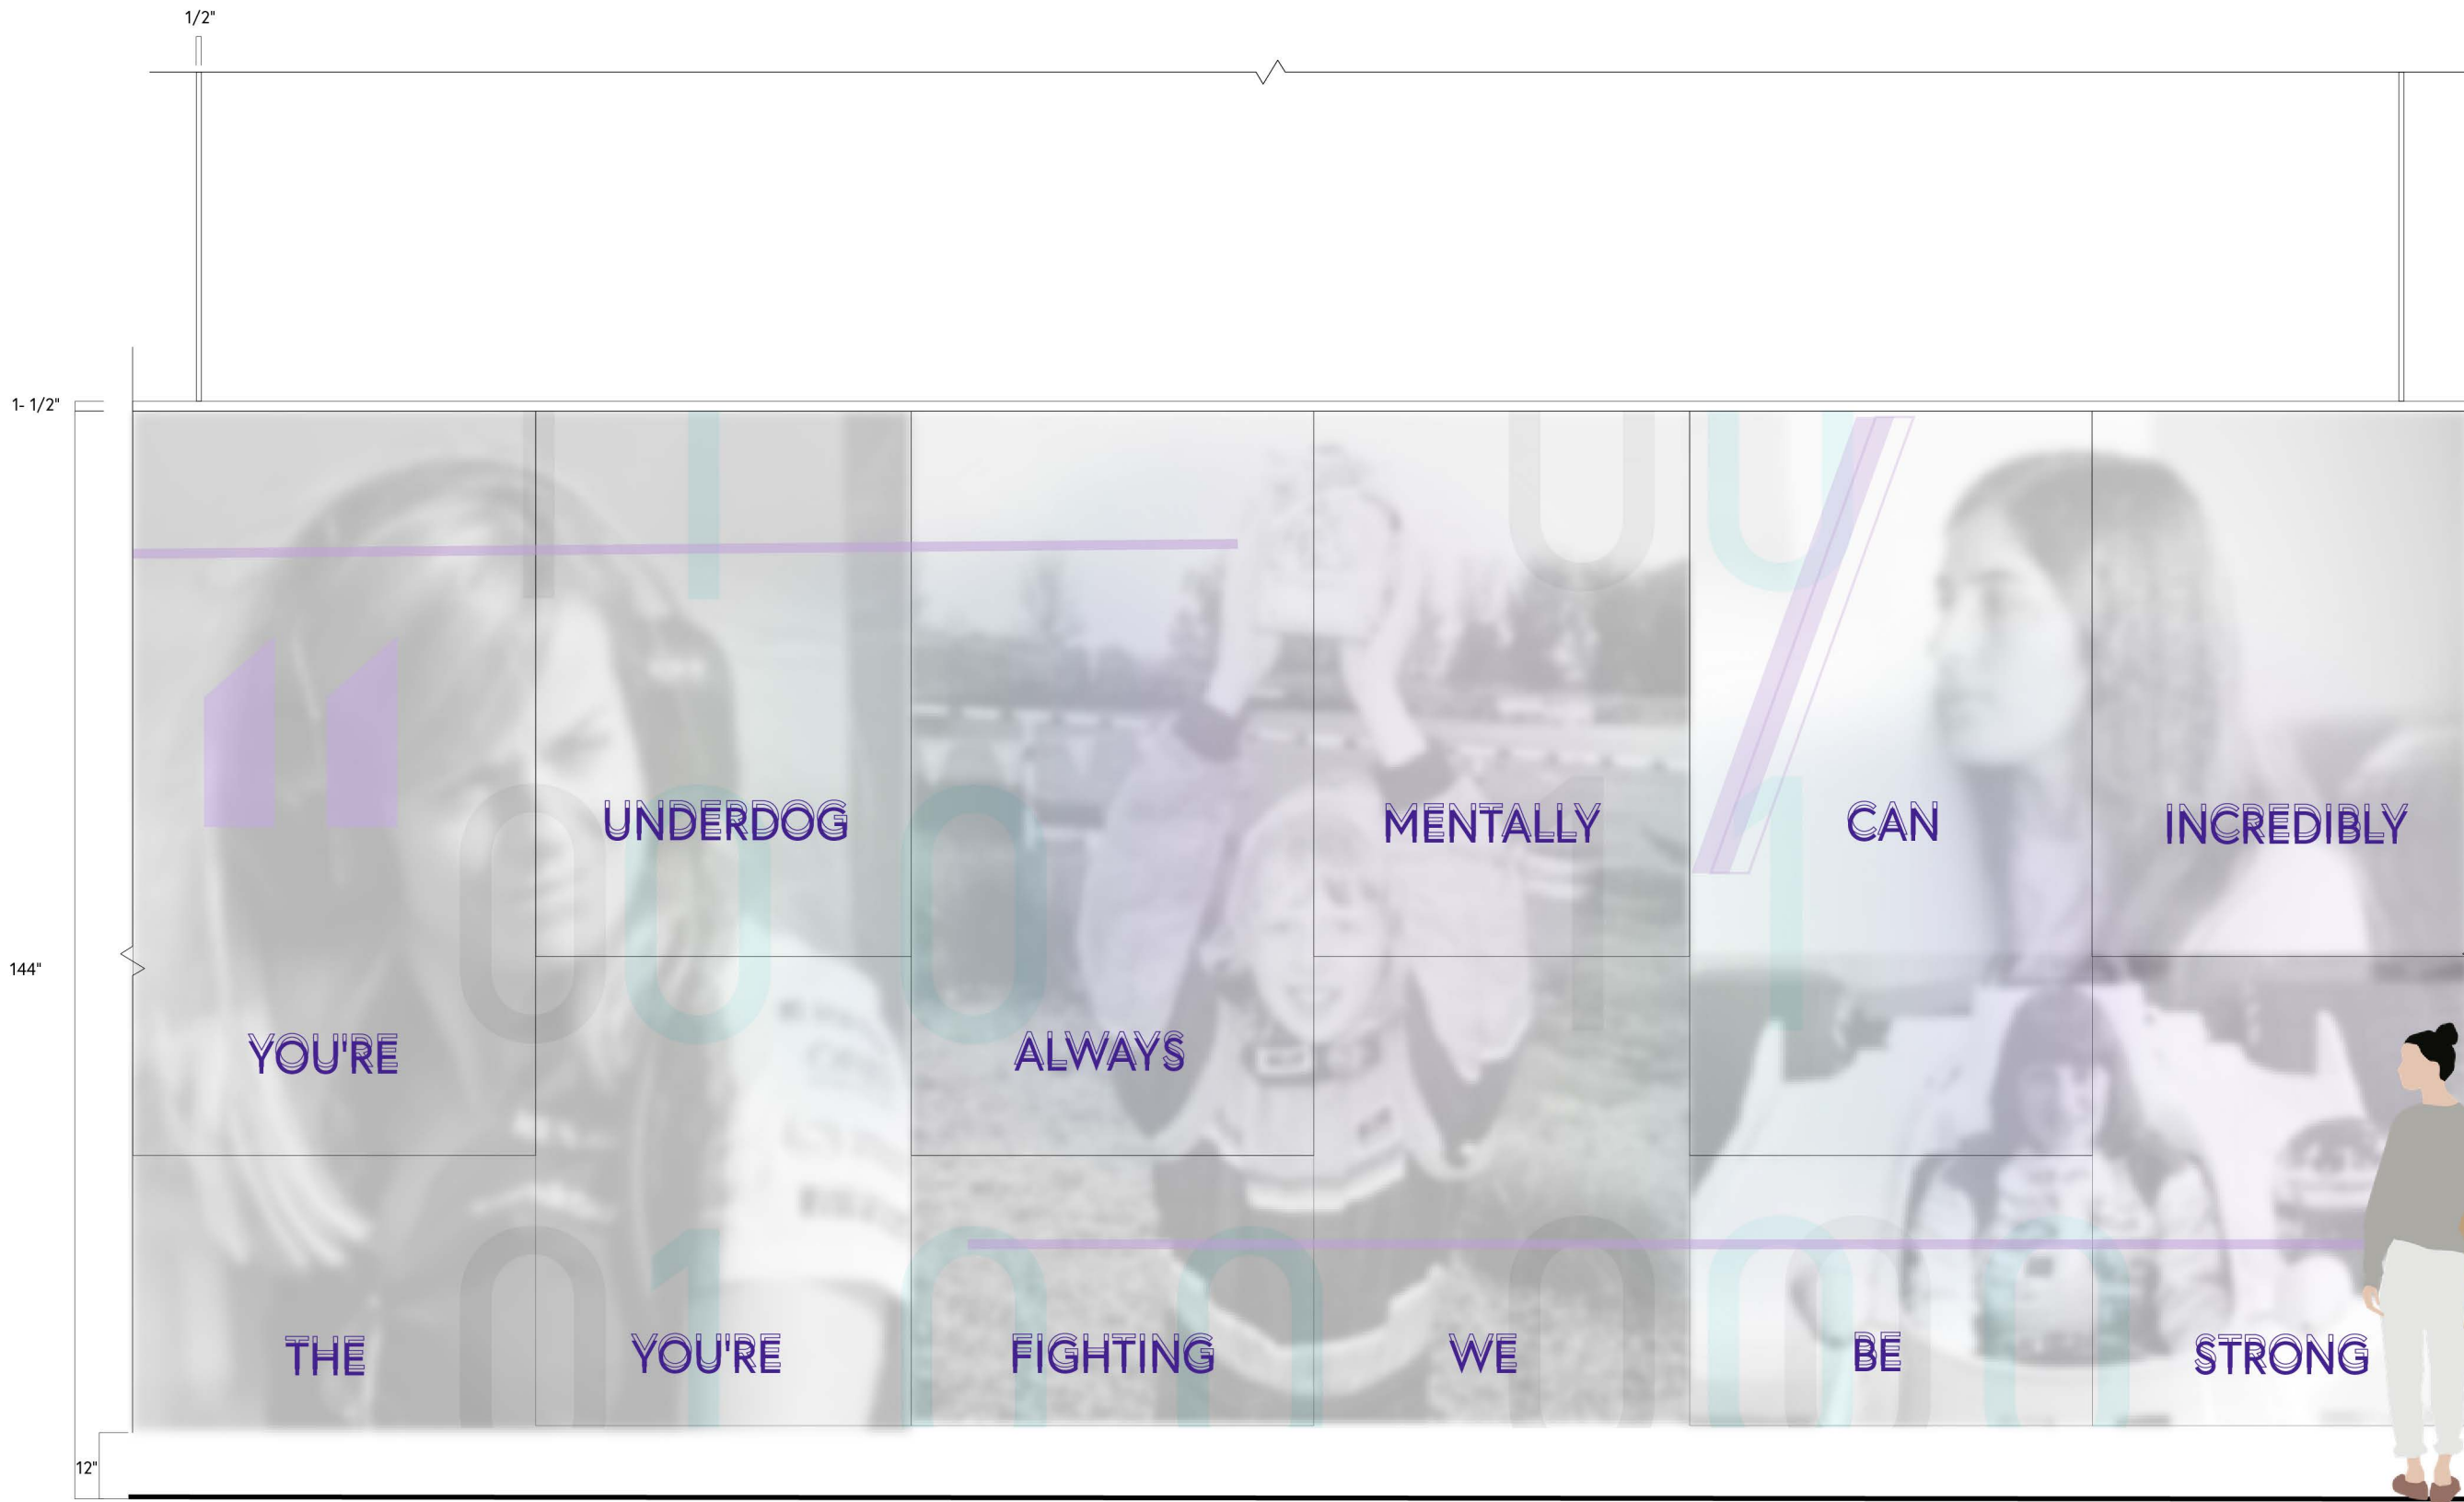 1/2"
1- 1/2"
144"
12"
YOU'RE
THE
UNDERDOG
YOU'RE
ALWAYS
FIGHTING
MENTALLY
WE
CAN
BE
INCREDIBLY
STRONG